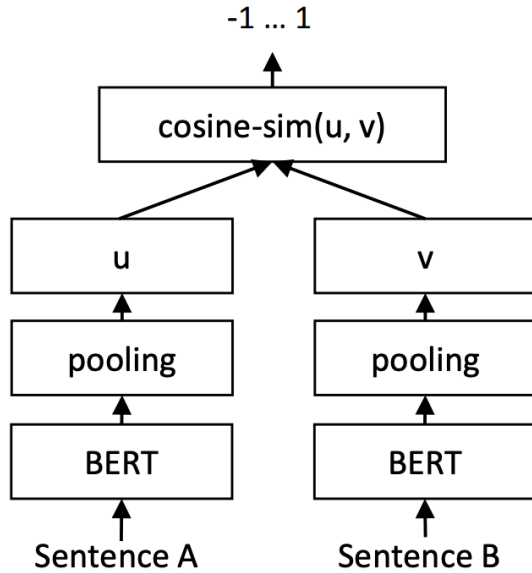 -1 ... 1
cosine-sim(u, v)
u
v
pooling
pooling
BERT
BERT
Sentence A
Sentence B